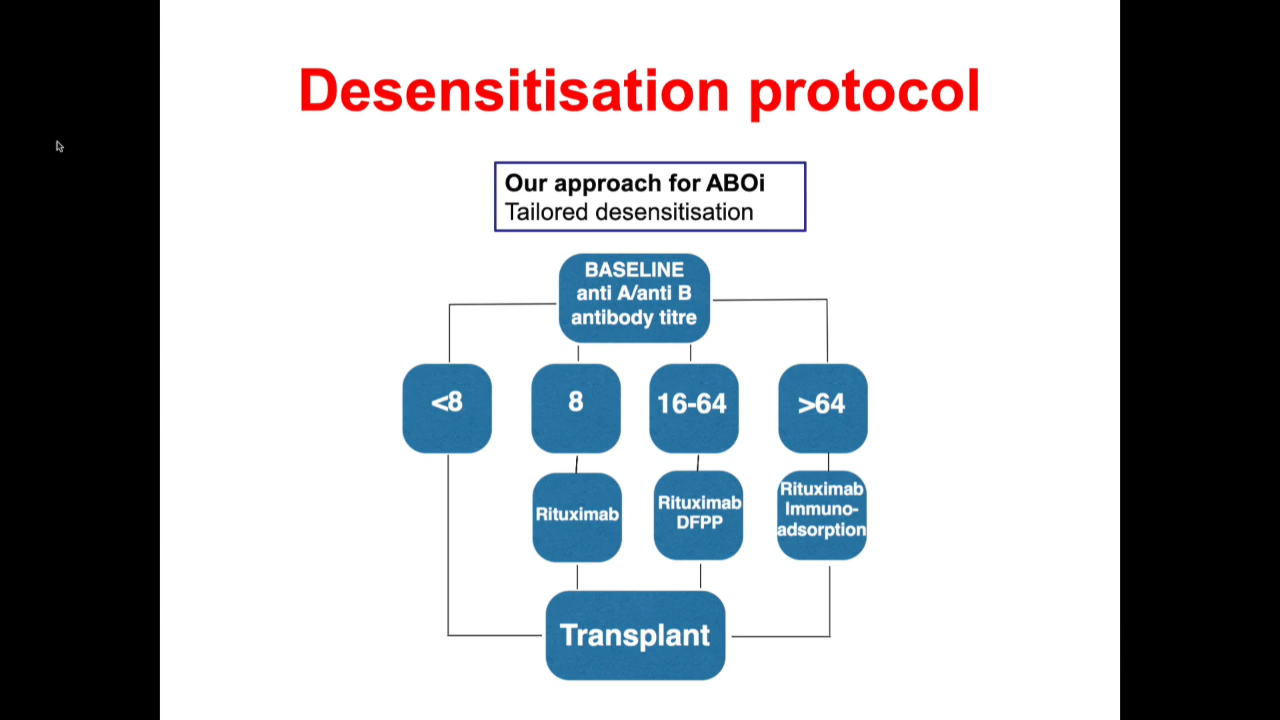 Desensitisation protocol
Our approach for ABOi
Tailored desensitisation
BASELINE
anti A/anti B
antibody titre
<8
8
16-64
>64
Rituximab
Rituximab
DFPP
Rituximab
Immuno-
adsorption
Transplant